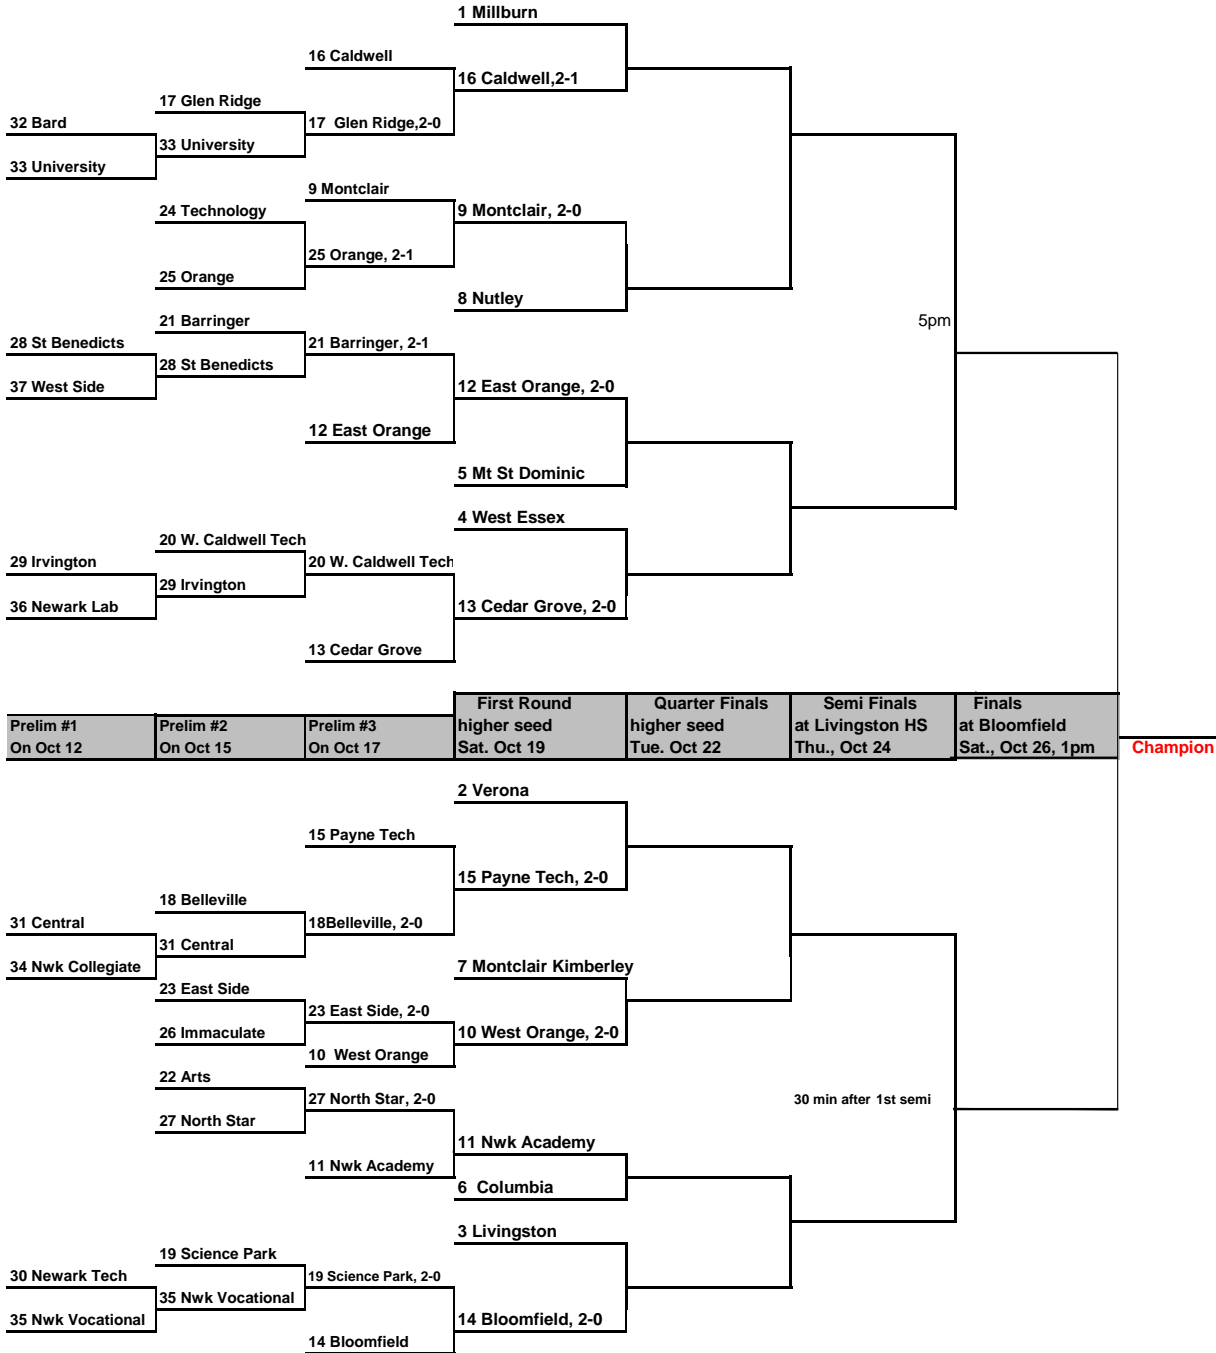 1 Millburn
16 Caldwell
16 Caldwell,2-1
17 Glen Ridge
32 Bard
17  Glen Ridge,2-0
33 University
33 University
9 Montclair
24 Technology
9 Montclair, 2-0
25 Orange, 2-1
25 Orange
8 Nutley
21 Barringer
5pm
28 St Benedicts
21 Barringer, 2-1
28 St Benedicts
37 West Side
12 East Orange, 2-0
12 East Orange
5 Mt St Dominic
4 West Essex
20 W. Caldwell Tech
29 Irvington
20 W. Caldwell Tech
29 Irvington
36 Newark Lab
13 Cedar Grove, 2-0
13 Cedar Grove
First Round
Quarter Finals
Semi Finals
Finals
Prelim #1
Prelim #2
Prelim #3
higher seed
higher seed
at Livingston HS
at Bloomfield
On Oct 12
On Oct 15
On Oct 17
Sat. Oct 19
Tue. Oct 22
Thu., Oct 24
Sat., Oct 26, 1pm
Champion
2 Verona
15 Payne Tech
15 Payne Tech, 2-0
18 Belleville
31 Central
18Belleville, 2-0
31 Central
34 Nwk Collegiate
7 Montclair Kimberley
23 East Side
23 East Side, 2-0
26 Immaculate
10 West Orange, 2-0
10  West Orange
22 Arts
27 North Star, 2-0
30 min after 1st semi
27 North Star
11 Nwk Academy
11 Nwk Academy
6  Columbia
3 Livingston
19 Science Park
30 Newark Tech
19 Science Park, 2-0
35 Nwk Vocational
35 Nwk Vocational
14 Bloomfield, 2-0
14 Bloomfield